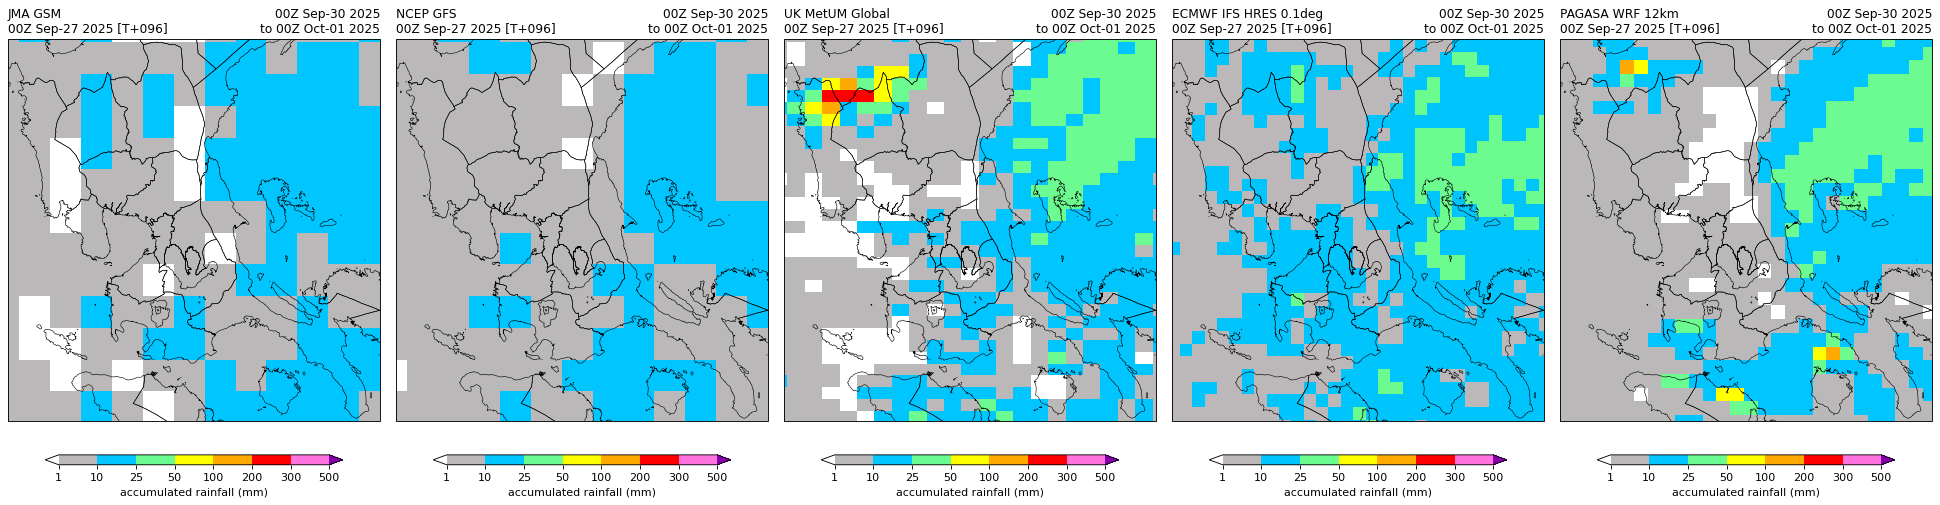 JMA GSM
00Z Sep-27 2025 [T+096]
00Z Sep-30 2025
to 00Z Oct-01 2025
NCEP GFS
00Z Sep-27 2025 [T+096]
00Z Sep-30 2025
to 00Z Oct-01 2025
UK MetUM Global
00Z Sep-27 2025 [T+096]
00Z Sep-30 2025
to 00Z Oct-01 2025
ECMWF IFS HRES 0.1deg
00Z Sep-27 2025 [T+096]
00Z Sep-30 2025
to 00Z Oct-01 2025
PAGASA WRF 12km
00Z Sep-27 2025 [T+096]
00Z Sep-30 2025
to 00Z Oct-01 2025
1 10 25 50 100 200 300 500
accumulated rainfall (mm)
1 10 25 50 100 200 300 500
accumulated rainfall (mm)
1 10 25 50 100 200 300 500
accumulated rainfall (mm)
1 10 25 50 100 200 300 500
accumulated rainfall (mm)
1 10 25 50 100 200 300 500
accumulated rainfall (mm)